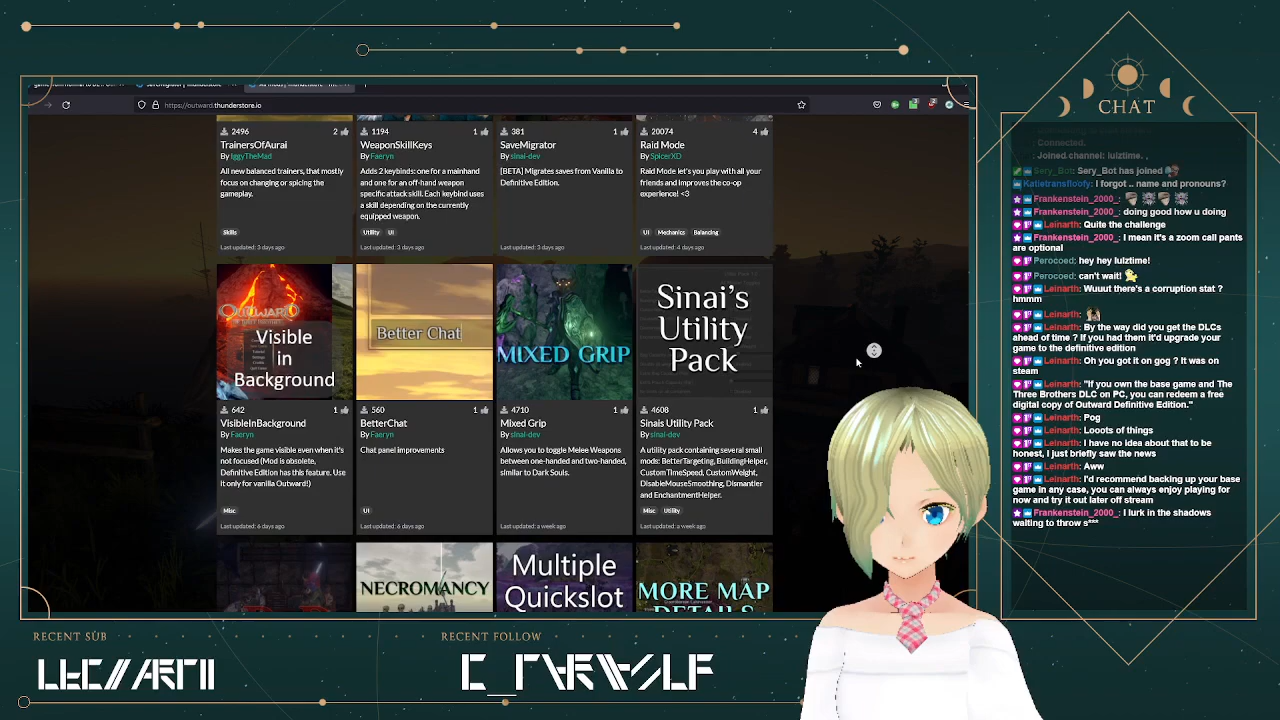 https://outward.thunderstore.io
2496
2
TrainersOfAurai
By IggyTheMad
All new balanced trainers, that mostly
focus on changing or spicing the
gameplay.
Skills
Last updated: 3 days ago
1194
1
WeaponSkillKeys
By Faeryn
Adds 2 keybinds: one for a mainhand
and one for an off-hand weapon
specific attack skill. Each keybind uses
a skill depending on the currently
equipped weapon.
Utility
UI
Last updated: 3 days ago
381
1
SaveMigrator
By sinai-dev
[BETA] Migrates saves from Vanilla to
Definitive Edition.
Last updated: 3 days ago
20074
4
Raid Mode
By SpicerXD
Raid Mode let's you play with all your
friends and improves the co-op
experience! <3
UI
Mechanics
Balancing
Last updated: 4 days ago
OUTWARD
Visible
in
Background
642
1
VisibleInBackground
By Faeryn
Makes the game visible even when it's
not focused (Mod is obsolete,
Definitive Edition has this feature. Use
it only for vanilla Outward!)
Misc
Last updated: 6 days ago
Better Chat
560
1
BetterChat
By Faeryn
Chat panel improvements
UI
Last updated: 6 days ago
MIXED GRIP
4710
1
Mixed Grip
By sinai-dev
Allows you to toggle Melee Weapons
between one-handed and two-handed,
similar to Dark Souls.
Last updated: a week ago
Sinai's
Utility
Pack
4608
1
Sinais Utility Pack
By sinai-dev
A utility pack containing several
small mods: BetterTargeting, BuildingHelper,
CustomTimeSpeed, CustomWeight,
DisableMouseSmoothing, Dismantler
and EnchantmentHelper.
Misc
Utility
Last updated: a week ago
NECROMANCY
Multiple
Quickslot
MORE MAP
DETAILS
CHAT
Connected.
Joined channel: lulztime. ,
Sery_Bot: Sery_Bot has joined
Katietransfloofy: I forgot .. name and pronouns?
Frankenstein_2000_:
Frankenstein_2000_: doing good how u doing
Leinarth: Quite the challenge
Frankenstein_2000_: I mean it's a zoom call pants
are optional
Perocoed: hey hey lulztime!
Perocoed: can't wait!
Leinarth: Wuuut there's a corruption stat ?
hmmm
Leinarth:
Leinarth: By the way did you get the DLCs
ahead of time ? If you had them it'd upgrade your
game to the definitive edition
Leinarth: Oh you got it on gog ? It was on
steam
Leinarth: "If you own the base game and The
Three Brothers DLC on PC, you can redeem a free
digital copy of Outward Definitive Edition."
Leinarth: Pog
Leinarth: Looots of things
Leinarth: I have no idea about that to be
honest, I just briefly saw the news
Leinarth: Aww
Leinarth: I'd recommend backing up your base
game in any case, you can always enjoy playing for
now and try it out later off stream
Frankenstein_2000_: I lurk in the shadows
waiting to throw s***
RECENT SUB
RECENT FOLLOW